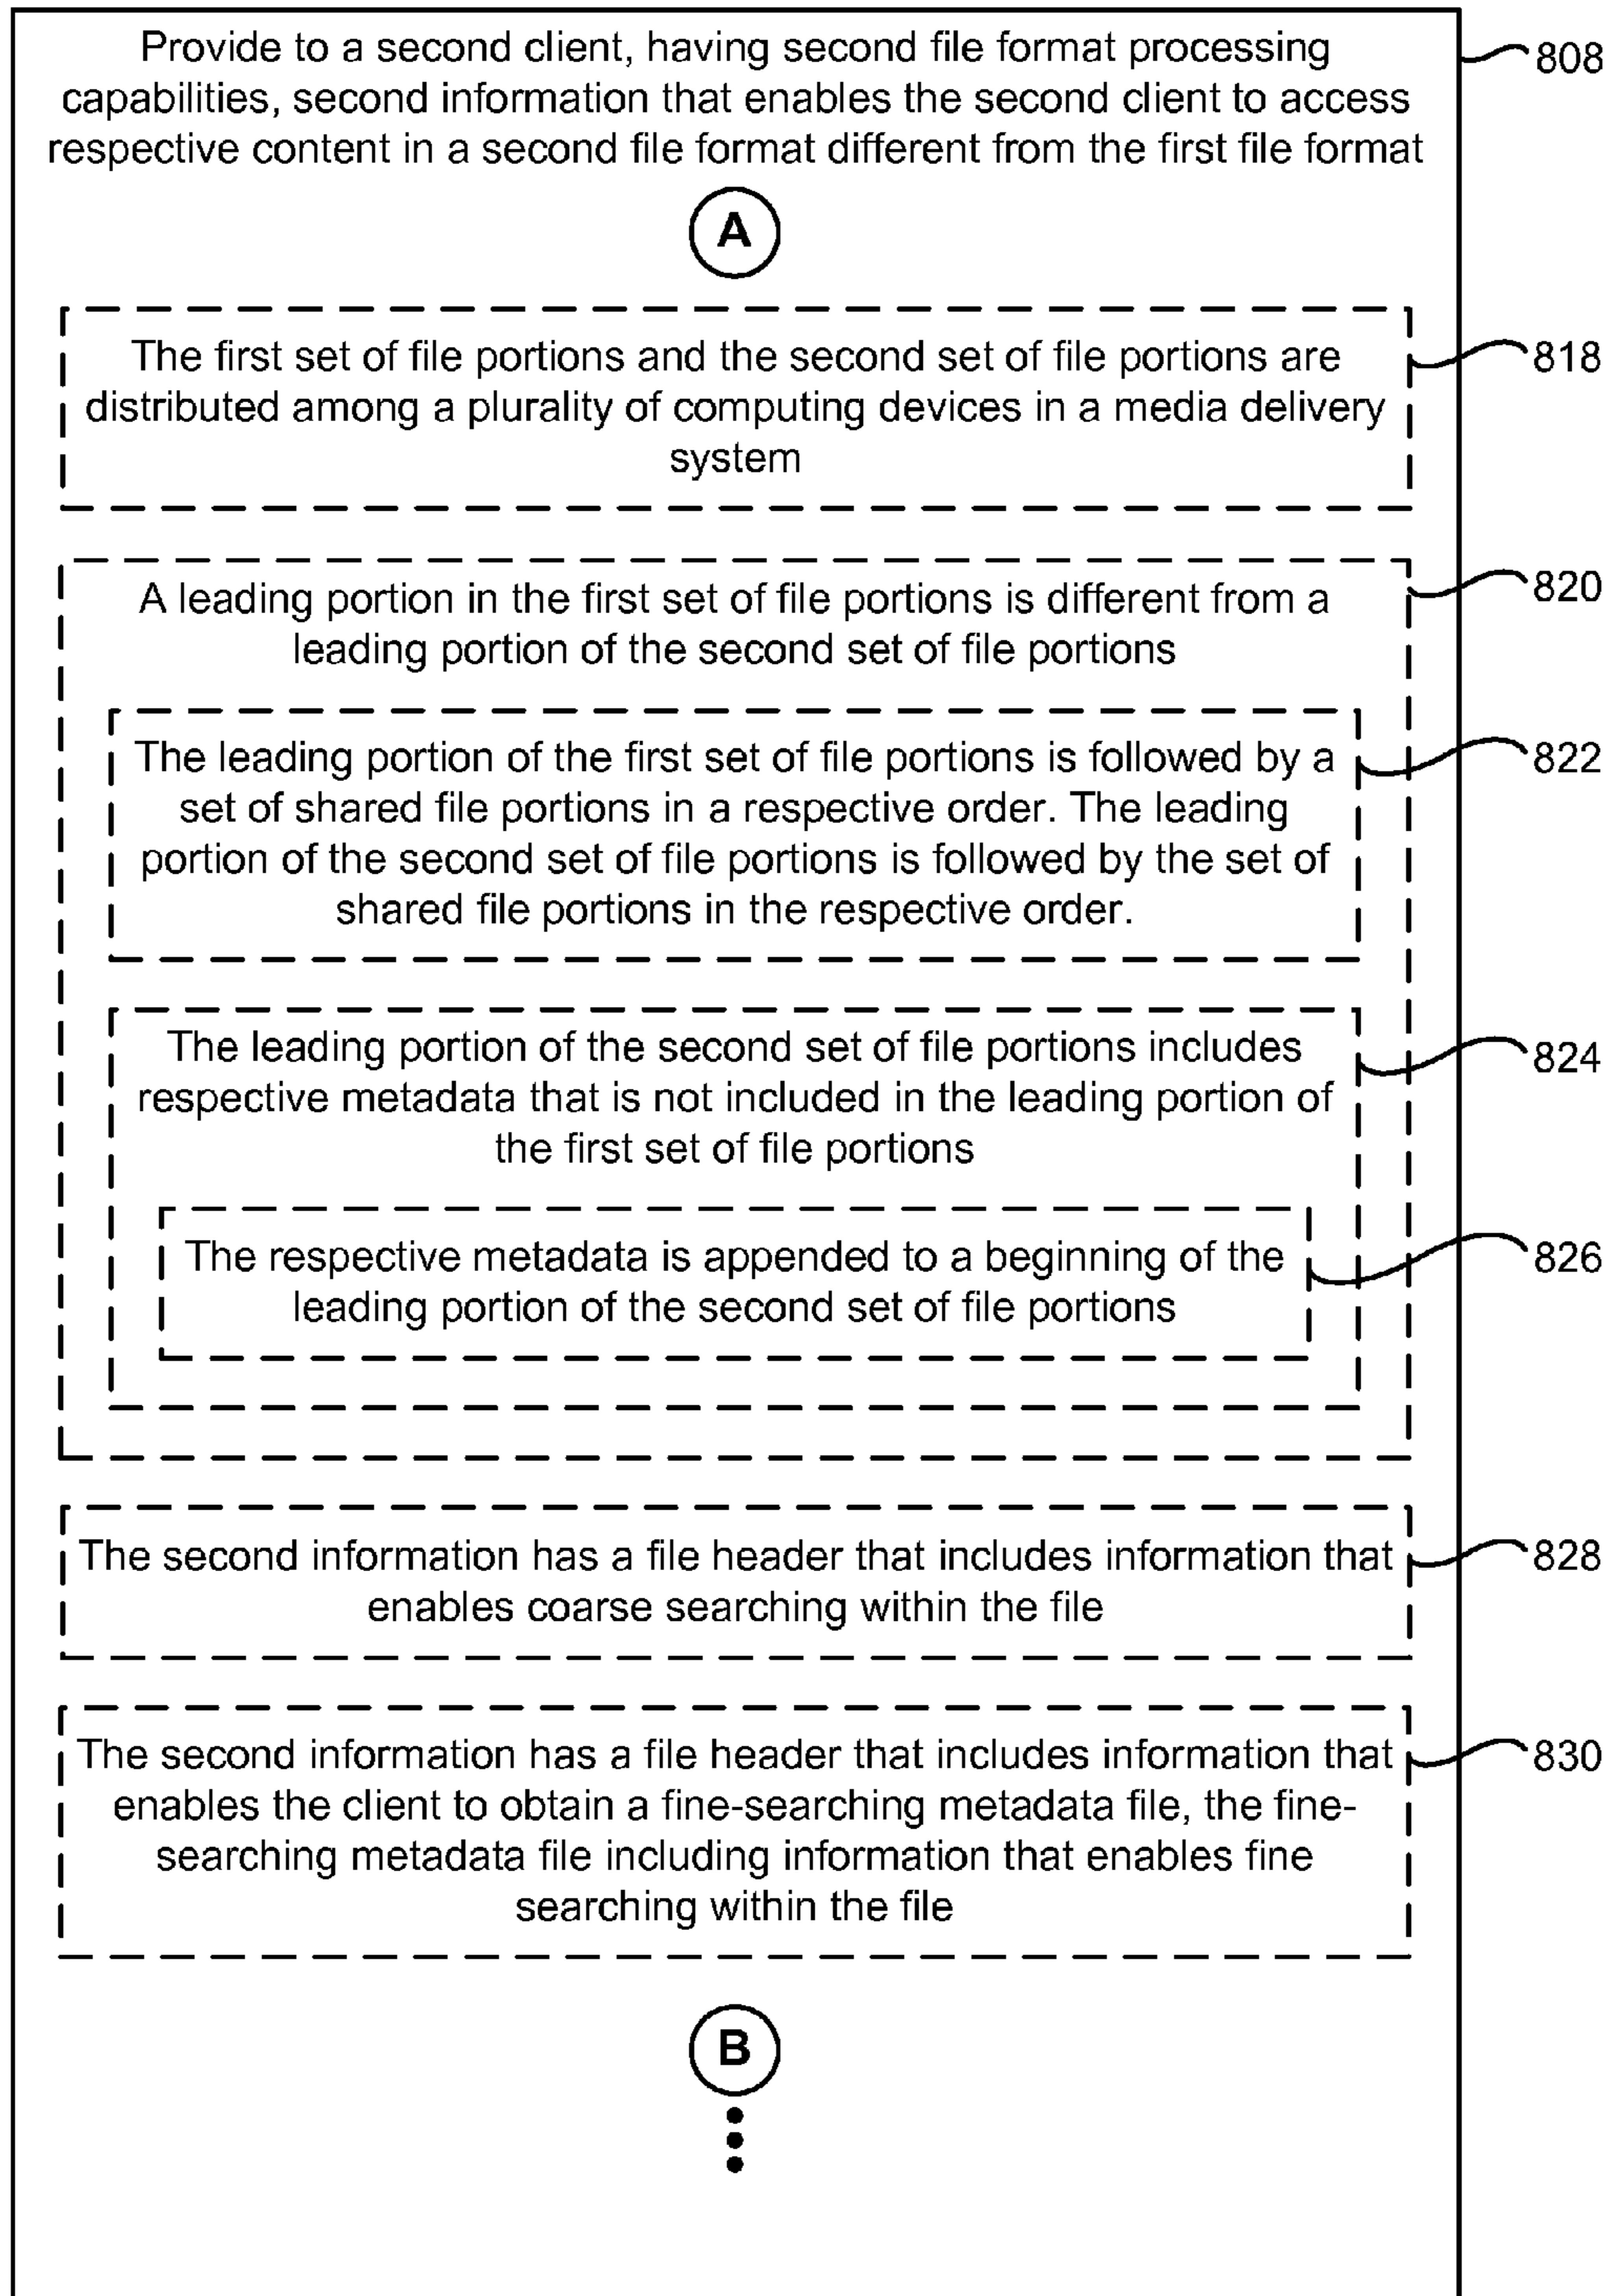 Provide to a second client, having second file format processing
capabilities, second information that enables the second client to access
respective content in a second file format different from the first file format
808
A
The first set of file portions and the second set of file portions are
distributed among a plurality of computing devices in a media delivery
system
818
A leading portion in the first set of file portions is different from a
leading portion of the second set of file portions
820
The leading portion of the first set of file portions is followed by a
set of shared file portions in a respective order. The leading
portion of the second set of file portions is followed by the set of
shared file portions in the respective order.
822
The leading portion of the second set of file portions includes
respective metadata that is not included in the leading portion of
the first set of file portions
824
The respective metadata is appended to a beginning of the
leading portion of the second set of file portions
826
The second information has a file header that includes information that
enables coarse searching within the file
828
The second information has a file header that includes information that
enables the client to obtain a fine-searching metadata file, the fine-
searching metadata file including information that enables fine
searching within the file
830
B